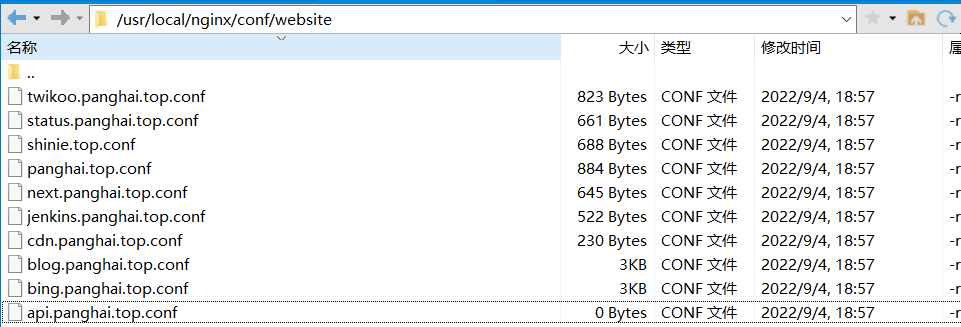 /usr/local/nginx/conf/website
名称 大小 类型 修改时间 属
..
twikoo.panghai.top.conf 823 Bytes CONF 文件 2022/9/4, 18:57 -r
status.panghai.top.conf 661 Bytes CONF 文件 2022/9/4, 18:57 -r
shinie.top.conf 688 Bytes CONF 文件 2022/9/4, 18:57 -r
panghai.top.conf 884 Bytes CONF 文件 2022/9/4, 18:57 -r
next.panghai.top.conf 645 Bytes CONF 文件 2022/9/4, 18:57 -r
jenkins.panghai.top.conf 522 Bytes CONF 文件 2022/9/4, 18:57 -r
cdn.panghai.top.conf 230 Bytes CONF 文件 2022/9/4, 18:57 -r
blog.panghai.top.conf 3KB CONF 文件 2022/9/4, 18:57 -r
bing.panghai.top.conf 3KB CONF 文件 2022/9/4, 18:57 -r
api.panghai.top.conf 0 Bytes CONF 文件 2022/9/4, 18:57 -r